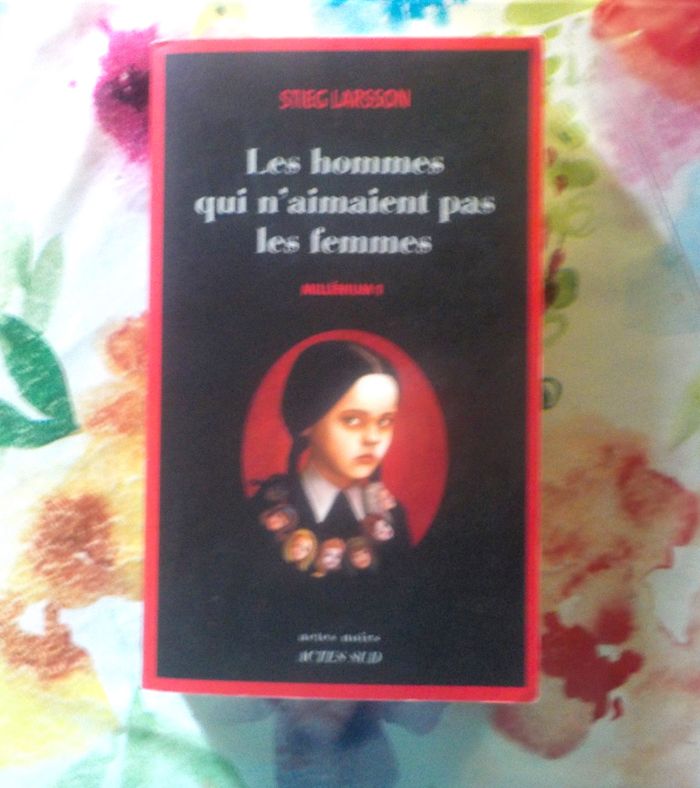 STIEG LARSSON
Les hommes
qui n'aimaient pas
les femmes
MILLÉNIUM 1
actes noirs
ACTES SUD